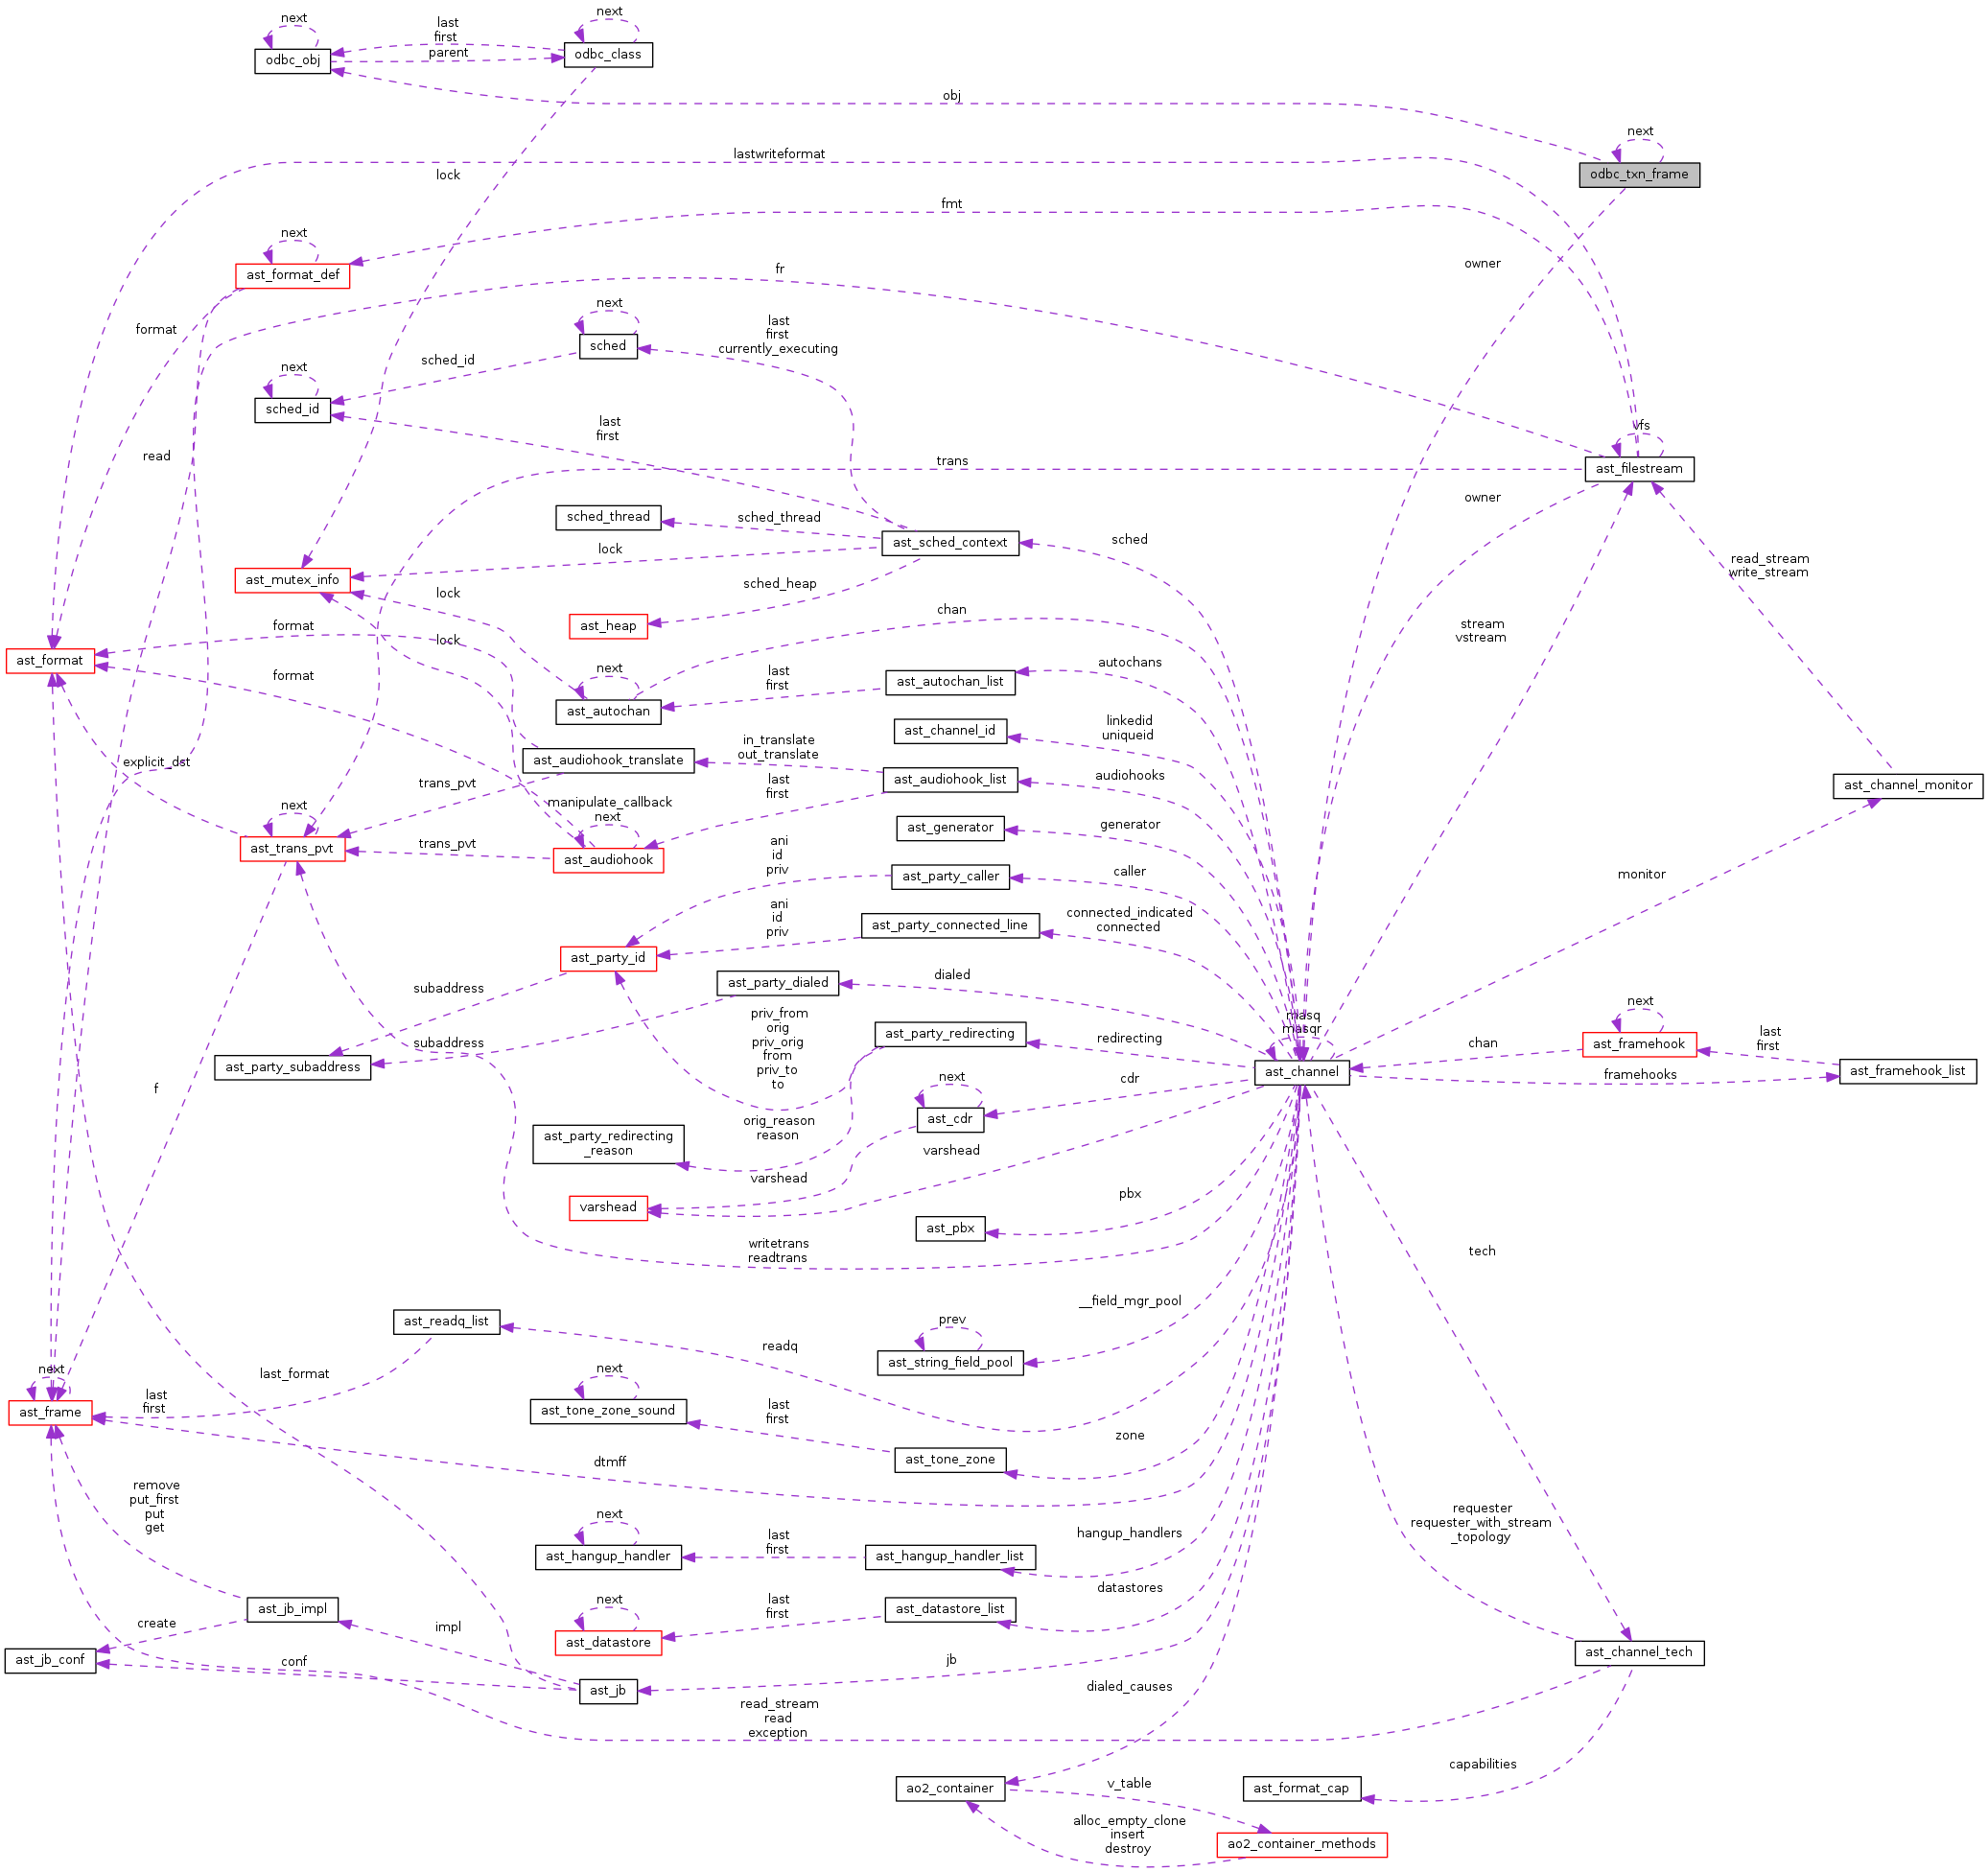 next
next
last
first
odbc_obj
parent
odbc_class
obj
next
lastwriteformat
odbc_txn_frame
lock
fmt
next
owner
ast_format_def
fr
next
format
last
first
currently_executing
sched
sched_id
next
sched_id
last
first
vfs
read
trans
ast_filestream
owner
sched_thread
sched_thread
ast_sched_context
sched
lock
read_stream
write_stream
ast_mutex_info
sched_heap
lock
chan
format
ast_heap
stream
vstream
lock
ast_format
next
autochans
format
last
first
ast_autochan_list
ast_autochan
linkedid
uniqueid
ast_channel_id
in_translate
out_translate
explicit_dst
ast_audiohook_translate
audiohooks
ast_audiohook_list
trans_pvt
last
first
ast_channel_monitor
next
manipulate_callback
next
generator
ast_generator
trans_pvt
ani
id
priv
ast_trans_pvt
ast_audiohook
caller
monitor
ast_party_caller
ani
id
priv
connected_indicated
connected
ast_party_connected_line
ast_party_id
dialed
subaddress
ast_party_dialed
next
priv_from
orig
priv_orig
from
priv_to
to
masq
masqr
ast_party_redirecting
redirecting
chan
last
first
subaddress
ast_framehook
ast_party_subaddress
ast_channel
framehooks
ast_framehook_list
next
cdr
f
ast_cdr
orig_reason
reason
ast_party_redirecting
_reason
varshead
varshead
pbx
varshead
ast_pbx
writetrans
readtrans
tech
__field_mgr_pool
ast_readq_list
prev
readq
ast_string_field_pool
next
next
last_format
last
first
ast_frame
ast_tone_zone_sound
last
first
zone
dtmff
ast_tone_zone
remove
put_first
put
get
requester
requester_with_stream
_topology
next
hangup_handlers
last
first
ast_hangup_handler
ast_hangup_handler_list
datastores
next
last
first
ast_jb_impl
ast_datastore_list
create
impl
ast_datastore
ast_channel_tech
ast_jb_conf
conf
jb
ast_jb
dialed_causes
read_stream
read
exception
capabilities
v_table
ao2_container
ast_format_cap
alloc_empty_clone
insert
destroy
ao2_container_methods